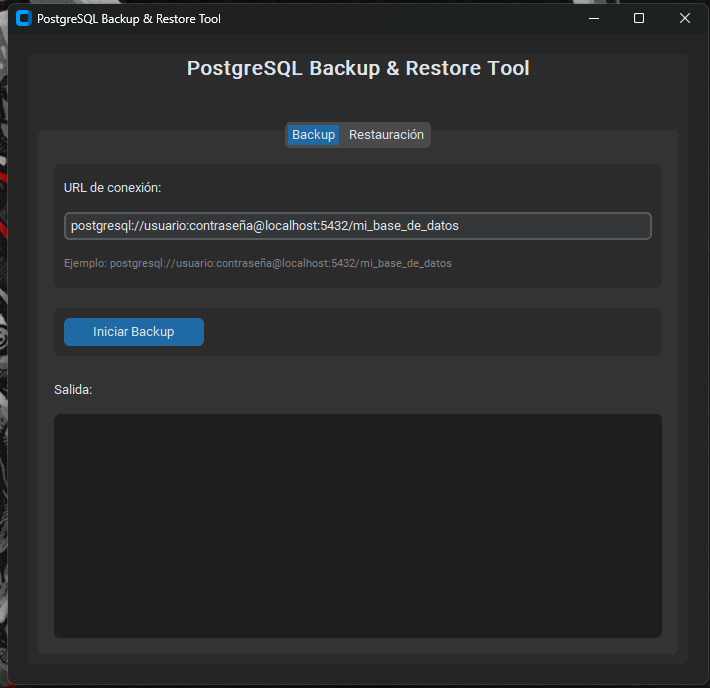 PostgreSQL Backup & Restore Tool
PostgreSQL Backup & Restore Tool
Backup Restauración
URL de conexión:
postgresql://usuario:contraseña@localhost:5432/mi_base_de_datos
Ejemplo: postgresql://usuario:contraseña@localhost:5432/mi_base_de_datos
Iniciar Backup
Salida: